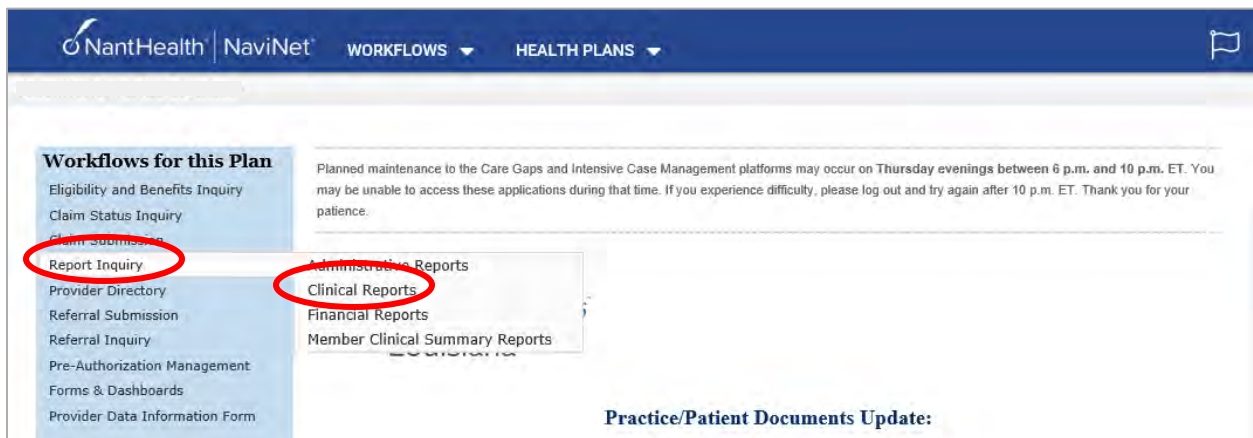 NantHealth | NaviNet WORKFLOWS HEALTH PLANS
Workflows for this Plan
Eligibility and Benefits Inquiry
Claim Status Inquiry
Claim Submission
Report Inquiry
Provider Directory
Referral Submission
Referral Inquiry
Pre-Authorization Management
Forms & Dashboards
Provider Data Information Form
Administrative Reports
Clinical Reports
Financial Reports
Member Clinical Summary Reports
Planned maintenance to the Care Gaps and Intensive Case Management platforms may occur on Thursday evenings between 6 p.m. and 10 p.m. ET. You
may be unable to access these applications during that time. If you experience difficulty, please log out and try again after 10 p.m. ET. Thank you for your
patience.
Louisiana
Practice/Patient Documents Update: